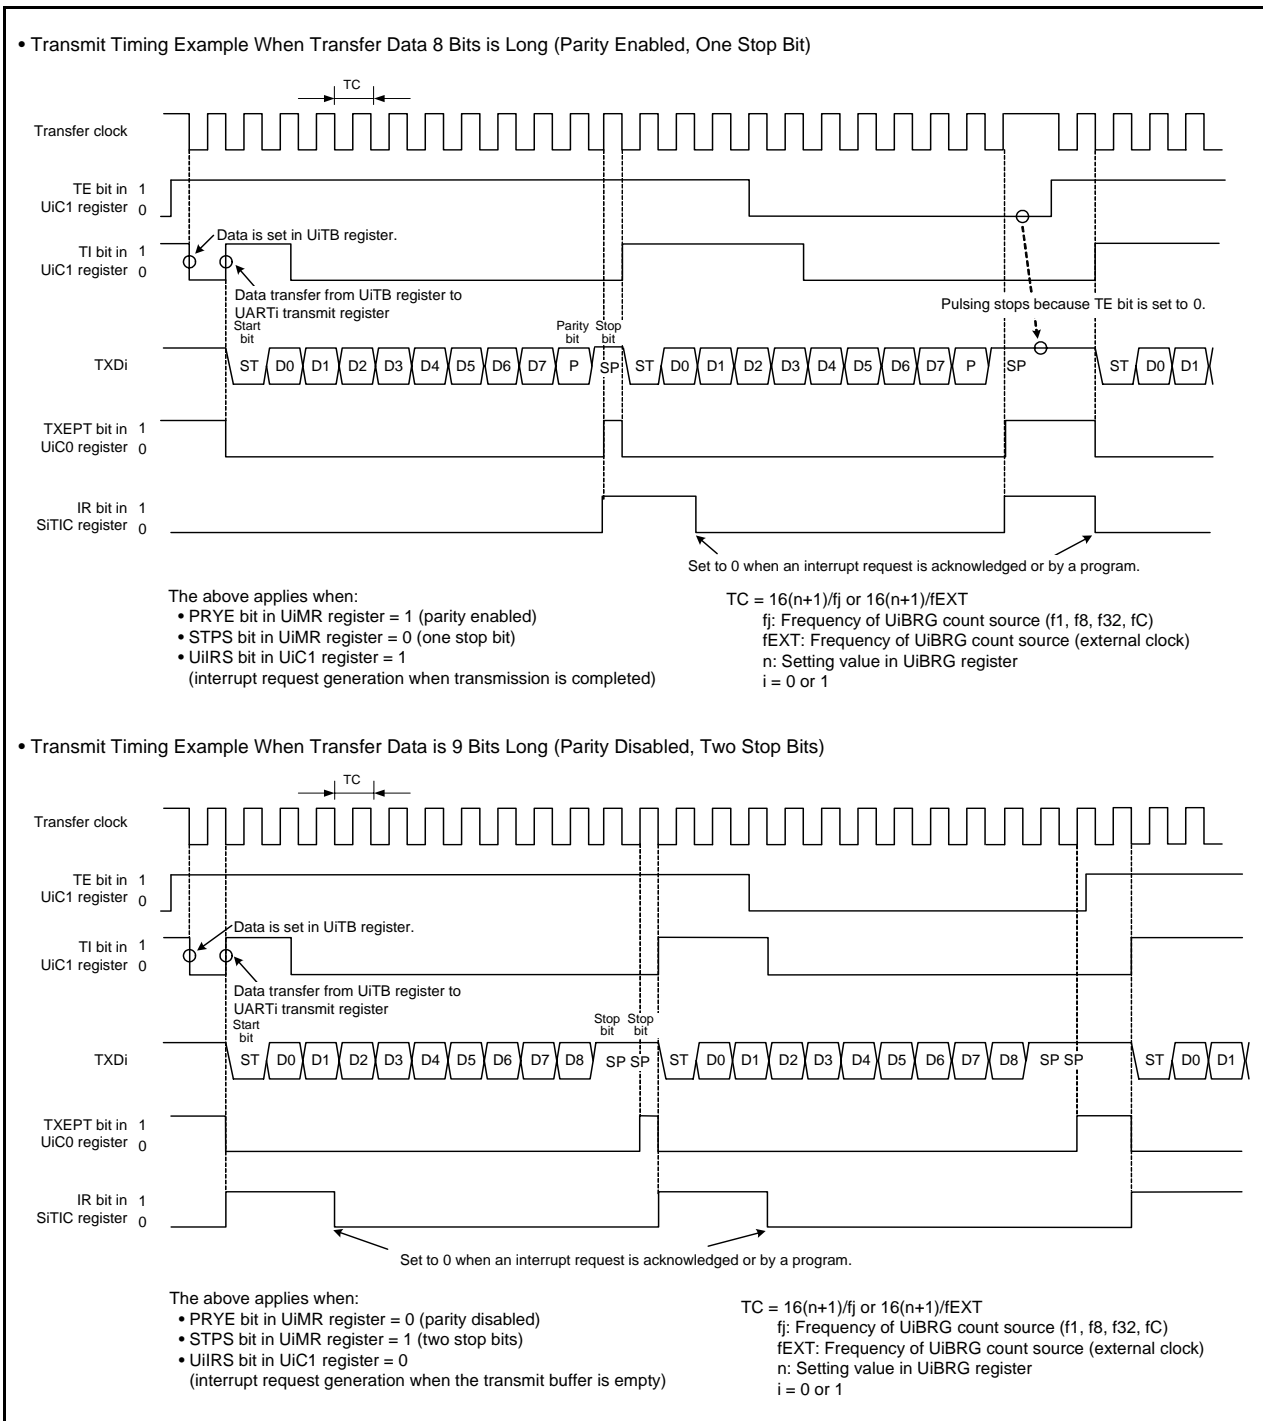 • Transmit Timing Example When Transfer Data 8 Bits is Long (Parity Enabled, One Stop Bit)
TC
Transfer clock
TE bit in 1
UiC1 register 0
Data is set in UiTB register.
TI bit in 1
UiC1 register 0
Data transfer from UiTB register to
UARTi transmit register
Pulsing stops because TE bit is set to 0.
Start
bit
Parity
bit
Stop
bit
TXDi
ST D0 D1 D2 D3 D4 D5 D6 D7 P SP ST D0 D1 D2 D3 D4 D5 D6 D7 P SP ST D0 D1
TXEPT bit in 1
UiC0 register 0
IR bit in 1
SiTIC register 0
Set to 0 when an interrupt request is acknowledged or by a program.
The above applies when:
• PRYE bit in UiMR register = 1 (parity enabled)
• STPS bit in UiMR register = 0 (one stop bit)
• UiIRS bit in UiC1 register = 1
(interrupt request generation when transmission is completed)
TC = 16(n+1)/fj or 16(n+1)/fEXT
fj: Frequency of UiBRG count source (f1, f8, f32, fC)
fEXT: Frequency of UiBRG count source (external clock)
n: Setting value in UiBRG register
i = 0 or 1
• Transmit Timing Example When Transfer Data is 9 Bits Long (Parity Disabled, Two Stop Bits)
TC
Transfer clock
TE bit in 1
UiC1 register 0
Data is set in UiTB register.
TI bit in 1
UiC1 register 0
Data transfer from UiTB register to
UARTi transmit register
Start
bit
Stop
bit
Stop
bit
TXDi
ST D0 D1 D2 D3 D4 D5 D6 D7 D8 SP SP ST D0 D1 D2 D3 D4 D5 D6 D7 D8 SP SP ST D0 D1
TXEPT bit in 1
UiC0 register 0
IR bit in 1
SiTIC register 0
Set to 0 when an interrupt request is acknowledged or by a program.
The above applies when:
• PRYE bit in UiMR register = 0 (parity disabled)
• STPS bit in UiMR register = 1 (two stop bits)
• UiIRS bit in UiC1 register = 0
(interrupt request generation when the transmit buffer is empty)
TC = 16(n+1)/fj or 16(n+1)/fEXT
fj: Frequency of UiBRG count source (f1, f8, f32, fC)
fEXT: Frequency of UiBRG count source (external clock)
n: Setting value in UiBRG register
i = 0 or 1